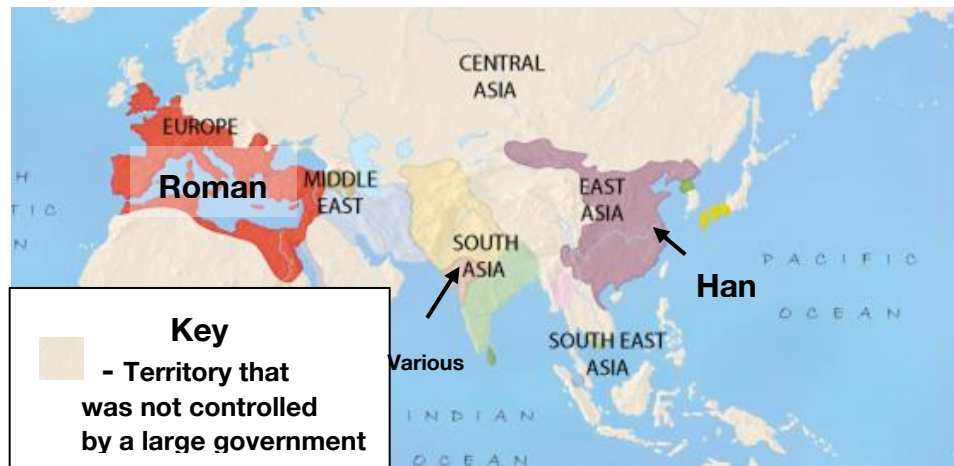 CENTRAL
ASIA
EUROPE
Roman
MIDDLE
EAST
EAST
ASIA
SOUTH
ASIA
Han
PACIFIC
OCEAN
H
TIC
N
Key
- Territory that
was not controlled
by a large government
Various
SOUTH EAST
ASIA
INDIAN
OCEAN